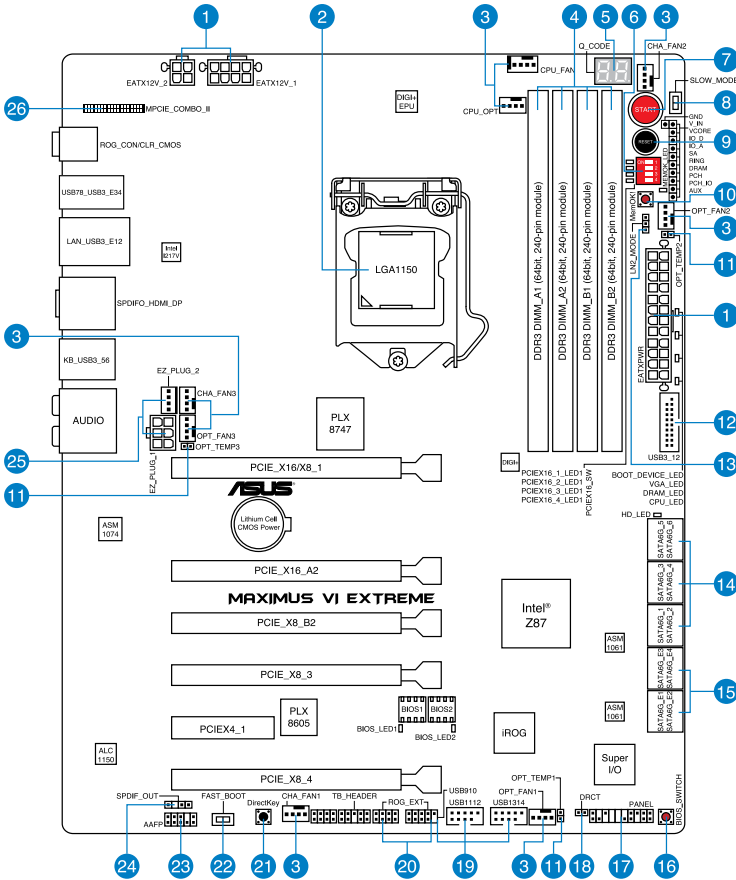 1
2
3
4
5
6
3
7
Q_CODE
CHA_FAN2
88
EATX12V_2
EATX12V_1
DIGI+
EPU
CPU_FAN
CPU_OPT
SLOW_MODE
8
START
26
MPCIE_COMBO_II
GND
V_IN
VCORE
IO_D
IO_A
SA
RING
DRAM
PCH
PCH_IO
AUX
RESET
9
ROG_CON/CLR_CMOS
MEMOK_LED
ON
10
MemOK!
USB78_USB3_E34
OPT_FAN2
3
LAN_USB3_E12
Intel
I217V
LN2_MODE
OPT_TEMP2
11
LGA1150
DDR3 DIMM_A1 (64bit, 240-pin module)
DDR3 DIMM_A2 (64bit, 240-pin module)
DDR3 DIMM_B1 (64bit, 240-pin module)
DDR3 DIMM_B2 (64bit, 240-pin module)
SPDIFO_HDMI_DP
1
EATXPWR
3
KB_USB3_56
EZ_PLUG_2
CHA_FAN3
AUDIO
OPT_FAN3
OPT_TEMP3
PLX
8747
12
USB3_12
25
EZ_PLUG_1
13
DIGI+
11
PCIE_X16/X8_1
PCIEX16_1_LED1
PCIEX16_2_LED1
PCIEX16_3_LED1
PCIEX16_4_LED1
PCIEX16_SW
BOOT_DEVICE_LED
VGA_LED
DRAM_LED
CPU_LED
HD_LED
ASUS
Lithium Cell
CMOS Power
ASM
1074
SATA6G_5
SATA6G_6
PCIE_X16_A2
SATA6G_3
SATA6G_4
14
MAXIMUS VI EXTREME
Intel®
Z87
SATA6G_1
SATA6G_2
PCIE_X8_B2
ASM
1061
SATA6G_E3
SATA6G_E4
PCIE_X8_3
15
SATA6G_E1
SATA6G_E2
ASM
1061
PCIEX4_1
PLX
8605
BIOS1
BIOS2
BIOS_LED1
BIOS_LED2
iROG
ALC
1150
Super
I/O
PCIE_X8_4
BIOS_SWITCH
SPDIF_OUT
FAST_BOOT
DirectKey
CHA_FAN1
TB_HEADER
ROG_EXT
USB910
USB1112
USB1314
OPT_FAN1
OPT_TEMP1
DRCT
PANEL
AAFP
24
23
22
21
3
20
19
3
11
18
17
16